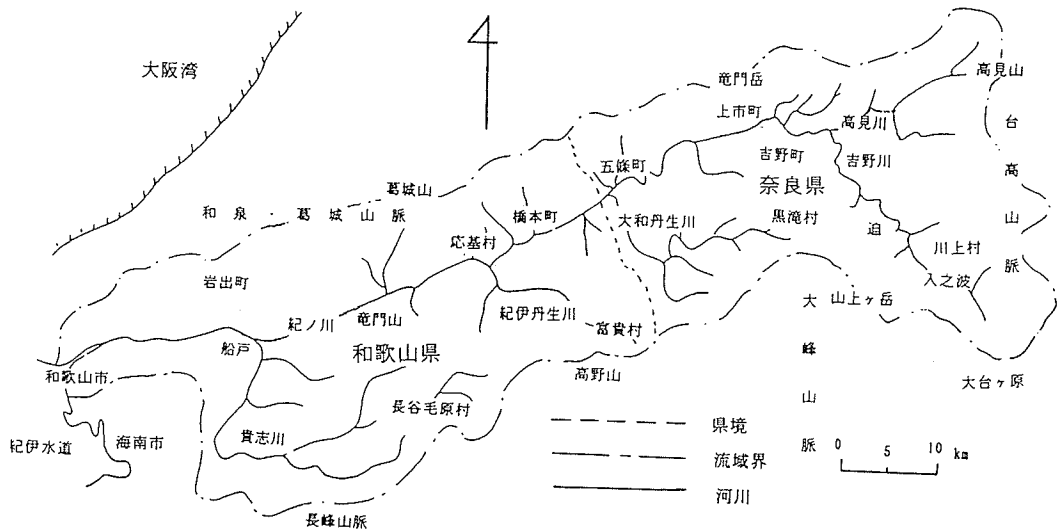 大阪湾
竜門岳
高見山
上市町
高見川
台高山脈
五條町
吉野町
吉野川
奈良県
葛城山
和泉・葛城山脈
橋本町
大和丹生川
黒滝村
迫
応基村
川上村
岩出町
入之波
紀ノ川
竜門山
紀伊丹生川
大峰山脈
山上ヶ岳
船戸
和歌山県
富貴村
和歌山市
高野山
大台ヶ原
長谷毛原村
県境
紀伊水道
海南市
貴志川
流域界
0 5 10 km
河川
長峰山脈